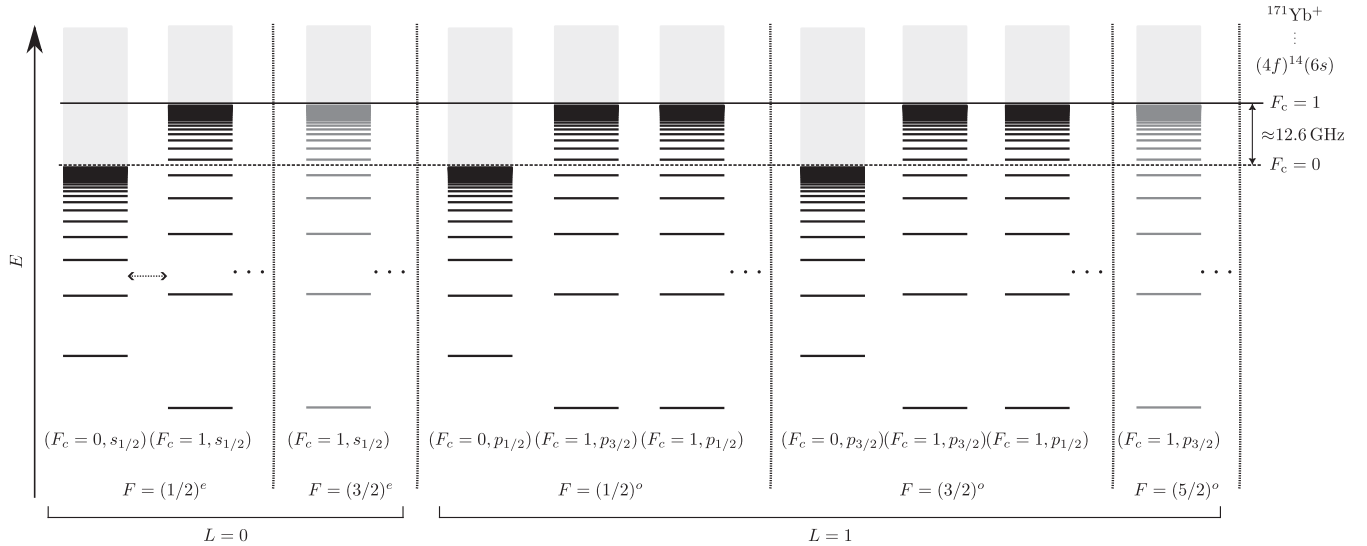 ¹⁷¹Yb⁺
⋮
(4f)¹⁴(6s)
F_c = 1
≈12.6 GHz
F_c = 0
E
· · · · · · · · · · · · · · ·
(F_c = 0, s_{1/2}) (F_c = 1, s_{1/2}) (F_c = 1, s_{1/2}) (F_c = 0, p_{1/2}) (F_c = 1, p_{3/2}) (F_c = 1, p_{1/2}) (F_c = 0, p_{3/2}) (F_c = 1, p_{3/2}) (F_c = 1, p_{1/2}) (F_c = 1, p_{3/2})
F = (1/2)^e F = (3/2)^e F = (1/2)^o F = (3/2)^o F = (5/2)^o
L = 0 L = 1